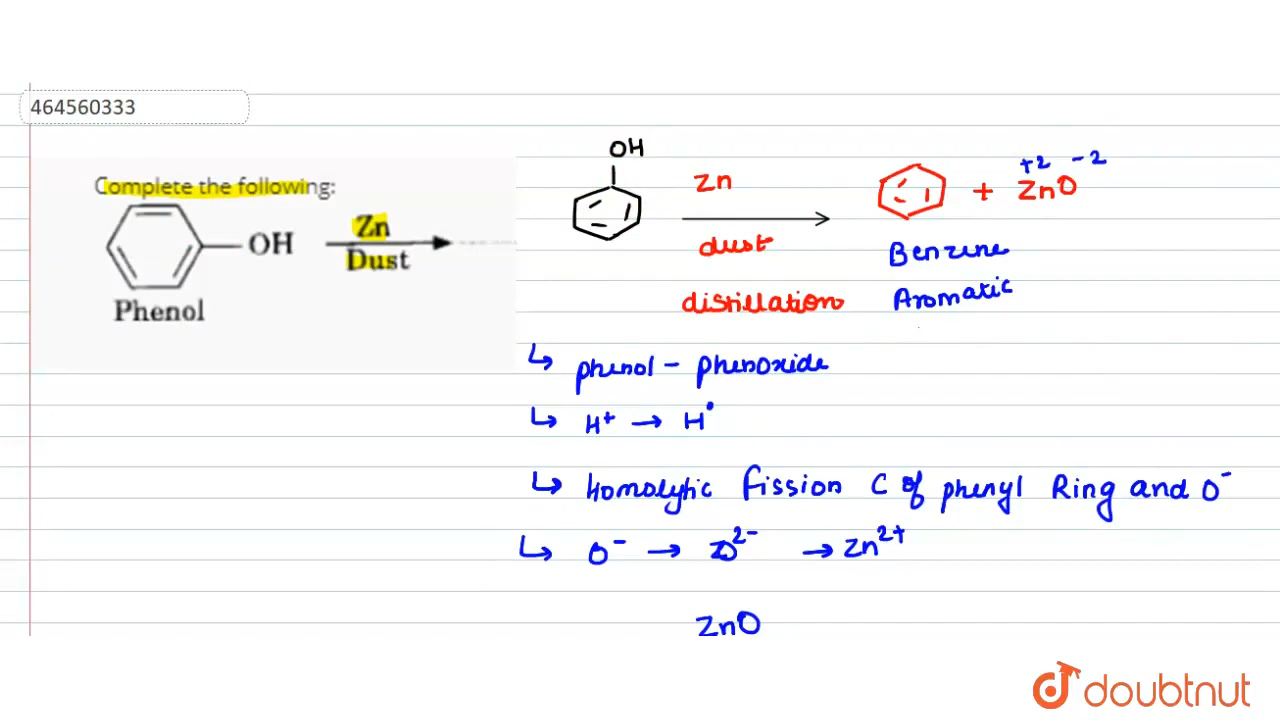 464560333
Complete the following:
OH
Zn
Dust
Phenol
OH
Zn
dust
distillation
+ ZnO
+2 -2
Benzene
Aromatic
↳ phenol - phenoxide
↳ H+ → H•
↳ Homolytic fission C of phenyl Ring and O⁻
↳ O⁻ → O²⁻ → Zn²⁺
ZnO
doubtnut